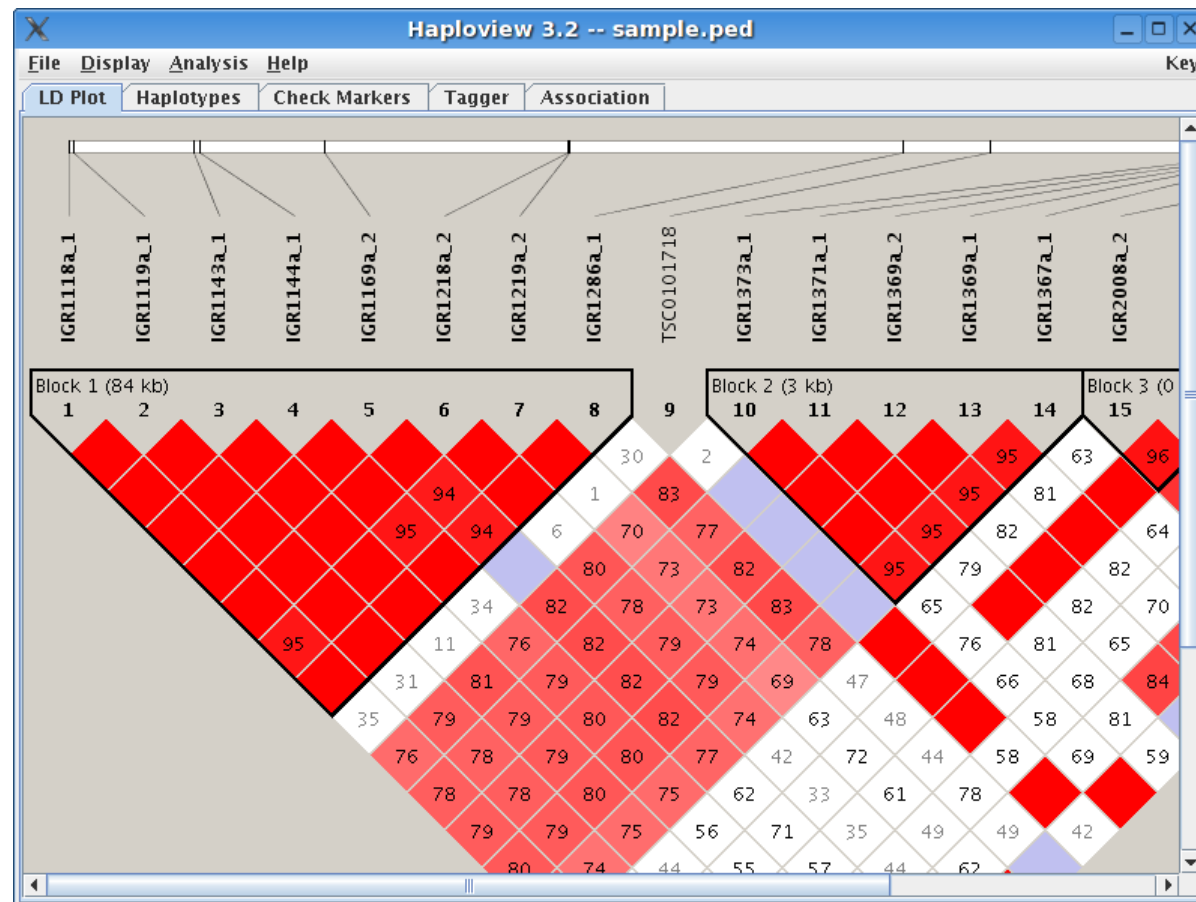 Haploview 3.2 -- sample.ped
File Display Analysis Help Key
LD Plot Haplotypes Check Markers Tagger Association
IGR1118a_1
IGR1119a_1
IGR1143a_1
IGR1144a_1
IGR1169a_2
IGR1218a_2
IGR1219a_2
IGR1286a_1
TSC0101718
IGR1373a_1
IGR1371a_1
IGR1369a_2
IGR1369a_1
IGR1367a_1
IGR2008a_2
Block 1 (84 kb) Block 2 (3 kb) Block 3 (0
1 2 3 4 5 6 7 8 9 10 11 12 13 14 15
30 2 95 63 96
94 1 83 95 81
95 94 6 70 77 95 82 64
80 73 82 95 79 82
34 82 78 73 83 65 82 70
95 11 76 82 79 74 78 76 81 65
31 81 79 82 79 69 47 66 68 84
35 79 79 80 82 74 63 48 58 81
76 78 79 80 77 42 72 44 58 69 59
78 78 80 75 62 33 61 78
79 79 75 56 71 35 49 49 42
80 74 44 55 57 44 62